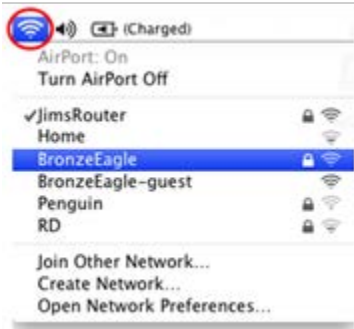 (Charged)
AirPort: On
Turn AirPort Off
✓JimsRouter
Home
BronzeEagle
BronzeEagle-guest
Penguin
RD
Join Other Network...
Create Network...
Open Network Preferences...